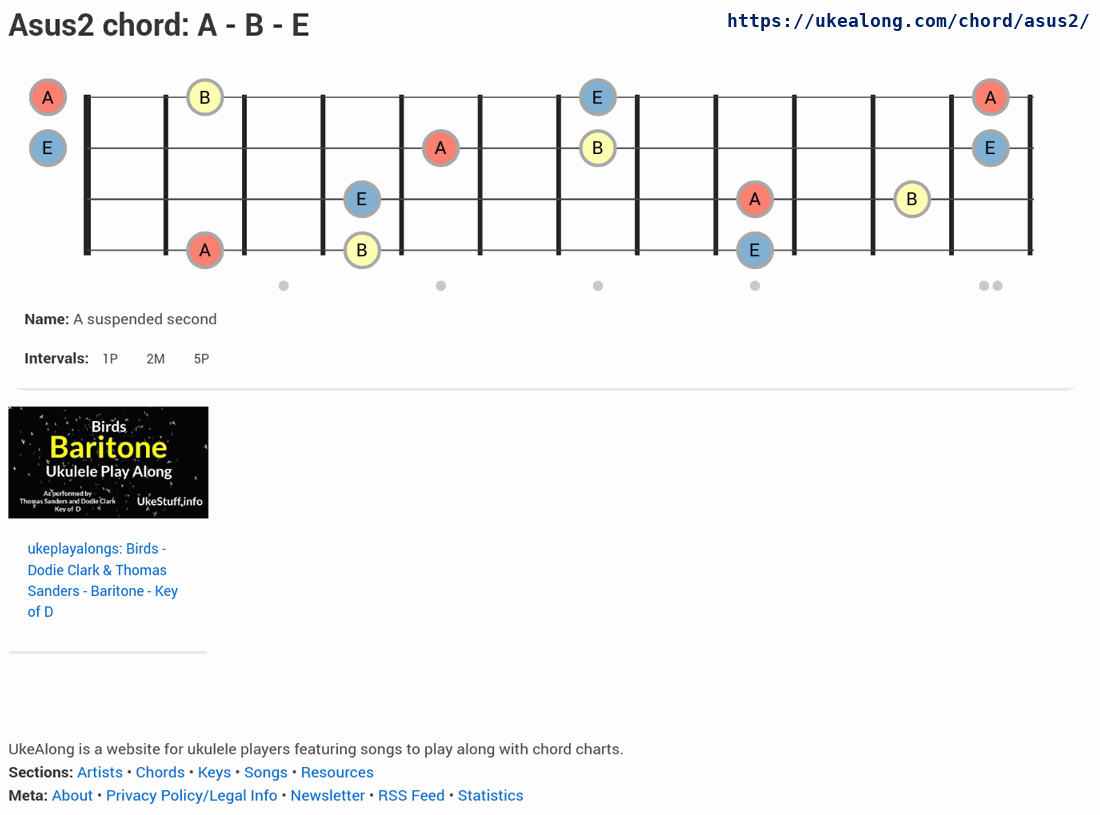 Asus2 chord: A - B - E
https://ukealong.com/chord/asus2/
A B E A
E A B E
E A B
A B E
Name: A suspended second
Intervals: 1P 2M 5P
Birds
Baritone
Ukulele Play Along
As performed by
Thomas Sanders and Dodie Clark
Key of D
UkeStuff.info
ukeplayalongs: Birds -
Dodie Clark & Thomas
Sanders - Baritone - Key
of D
UkeAlong is a website for ukulele players featuring songs to play along with chord charts.
Sections: Artists • Chords • Keys • Songs • Resources
Meta: About • Privacy Policy/Legal Info • Newsletter • RSS Feed • Statistics